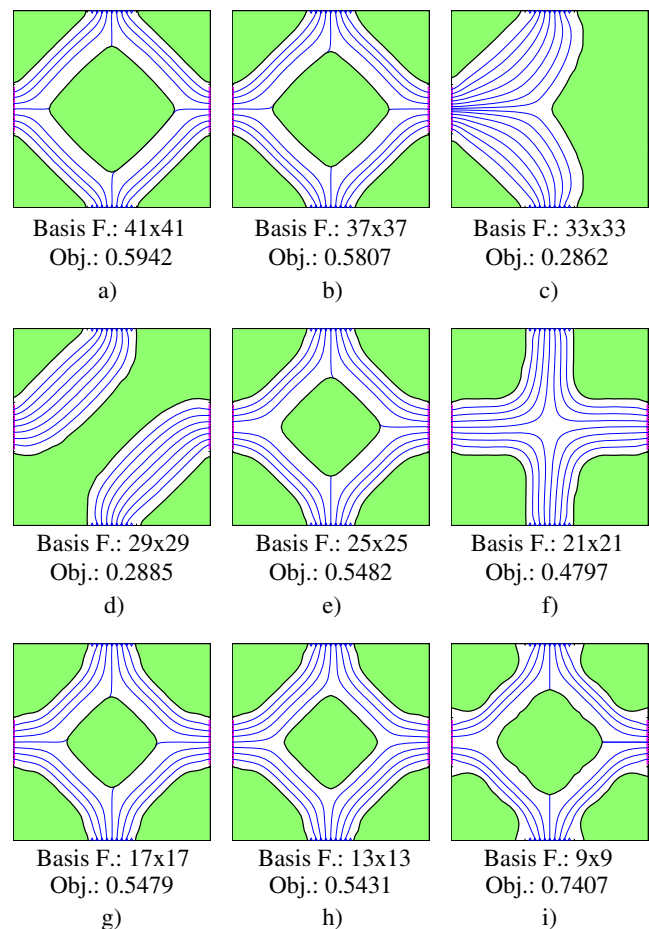 Basis F.: 41x41
Obj.: 0.5942
a)
Basis F.: 37x37
Obj.: 0.5807
b)
Basis F.: 33x33
Obj.: 0.2862
c)
Basis F.: 29x29
Obj.: 0.2885
d)
Basis F.: 25x25
Obj.: 0.5482
e)
Basis F.: 21x21
Obj.: 0.4797
f)
Basis F.: 17x17
Obj.: 0.5479
g)
Basis F.: 13x13
Obj.: 0.5431
h)
Basis F.: 9x9
Obj.: 0.7407
i)